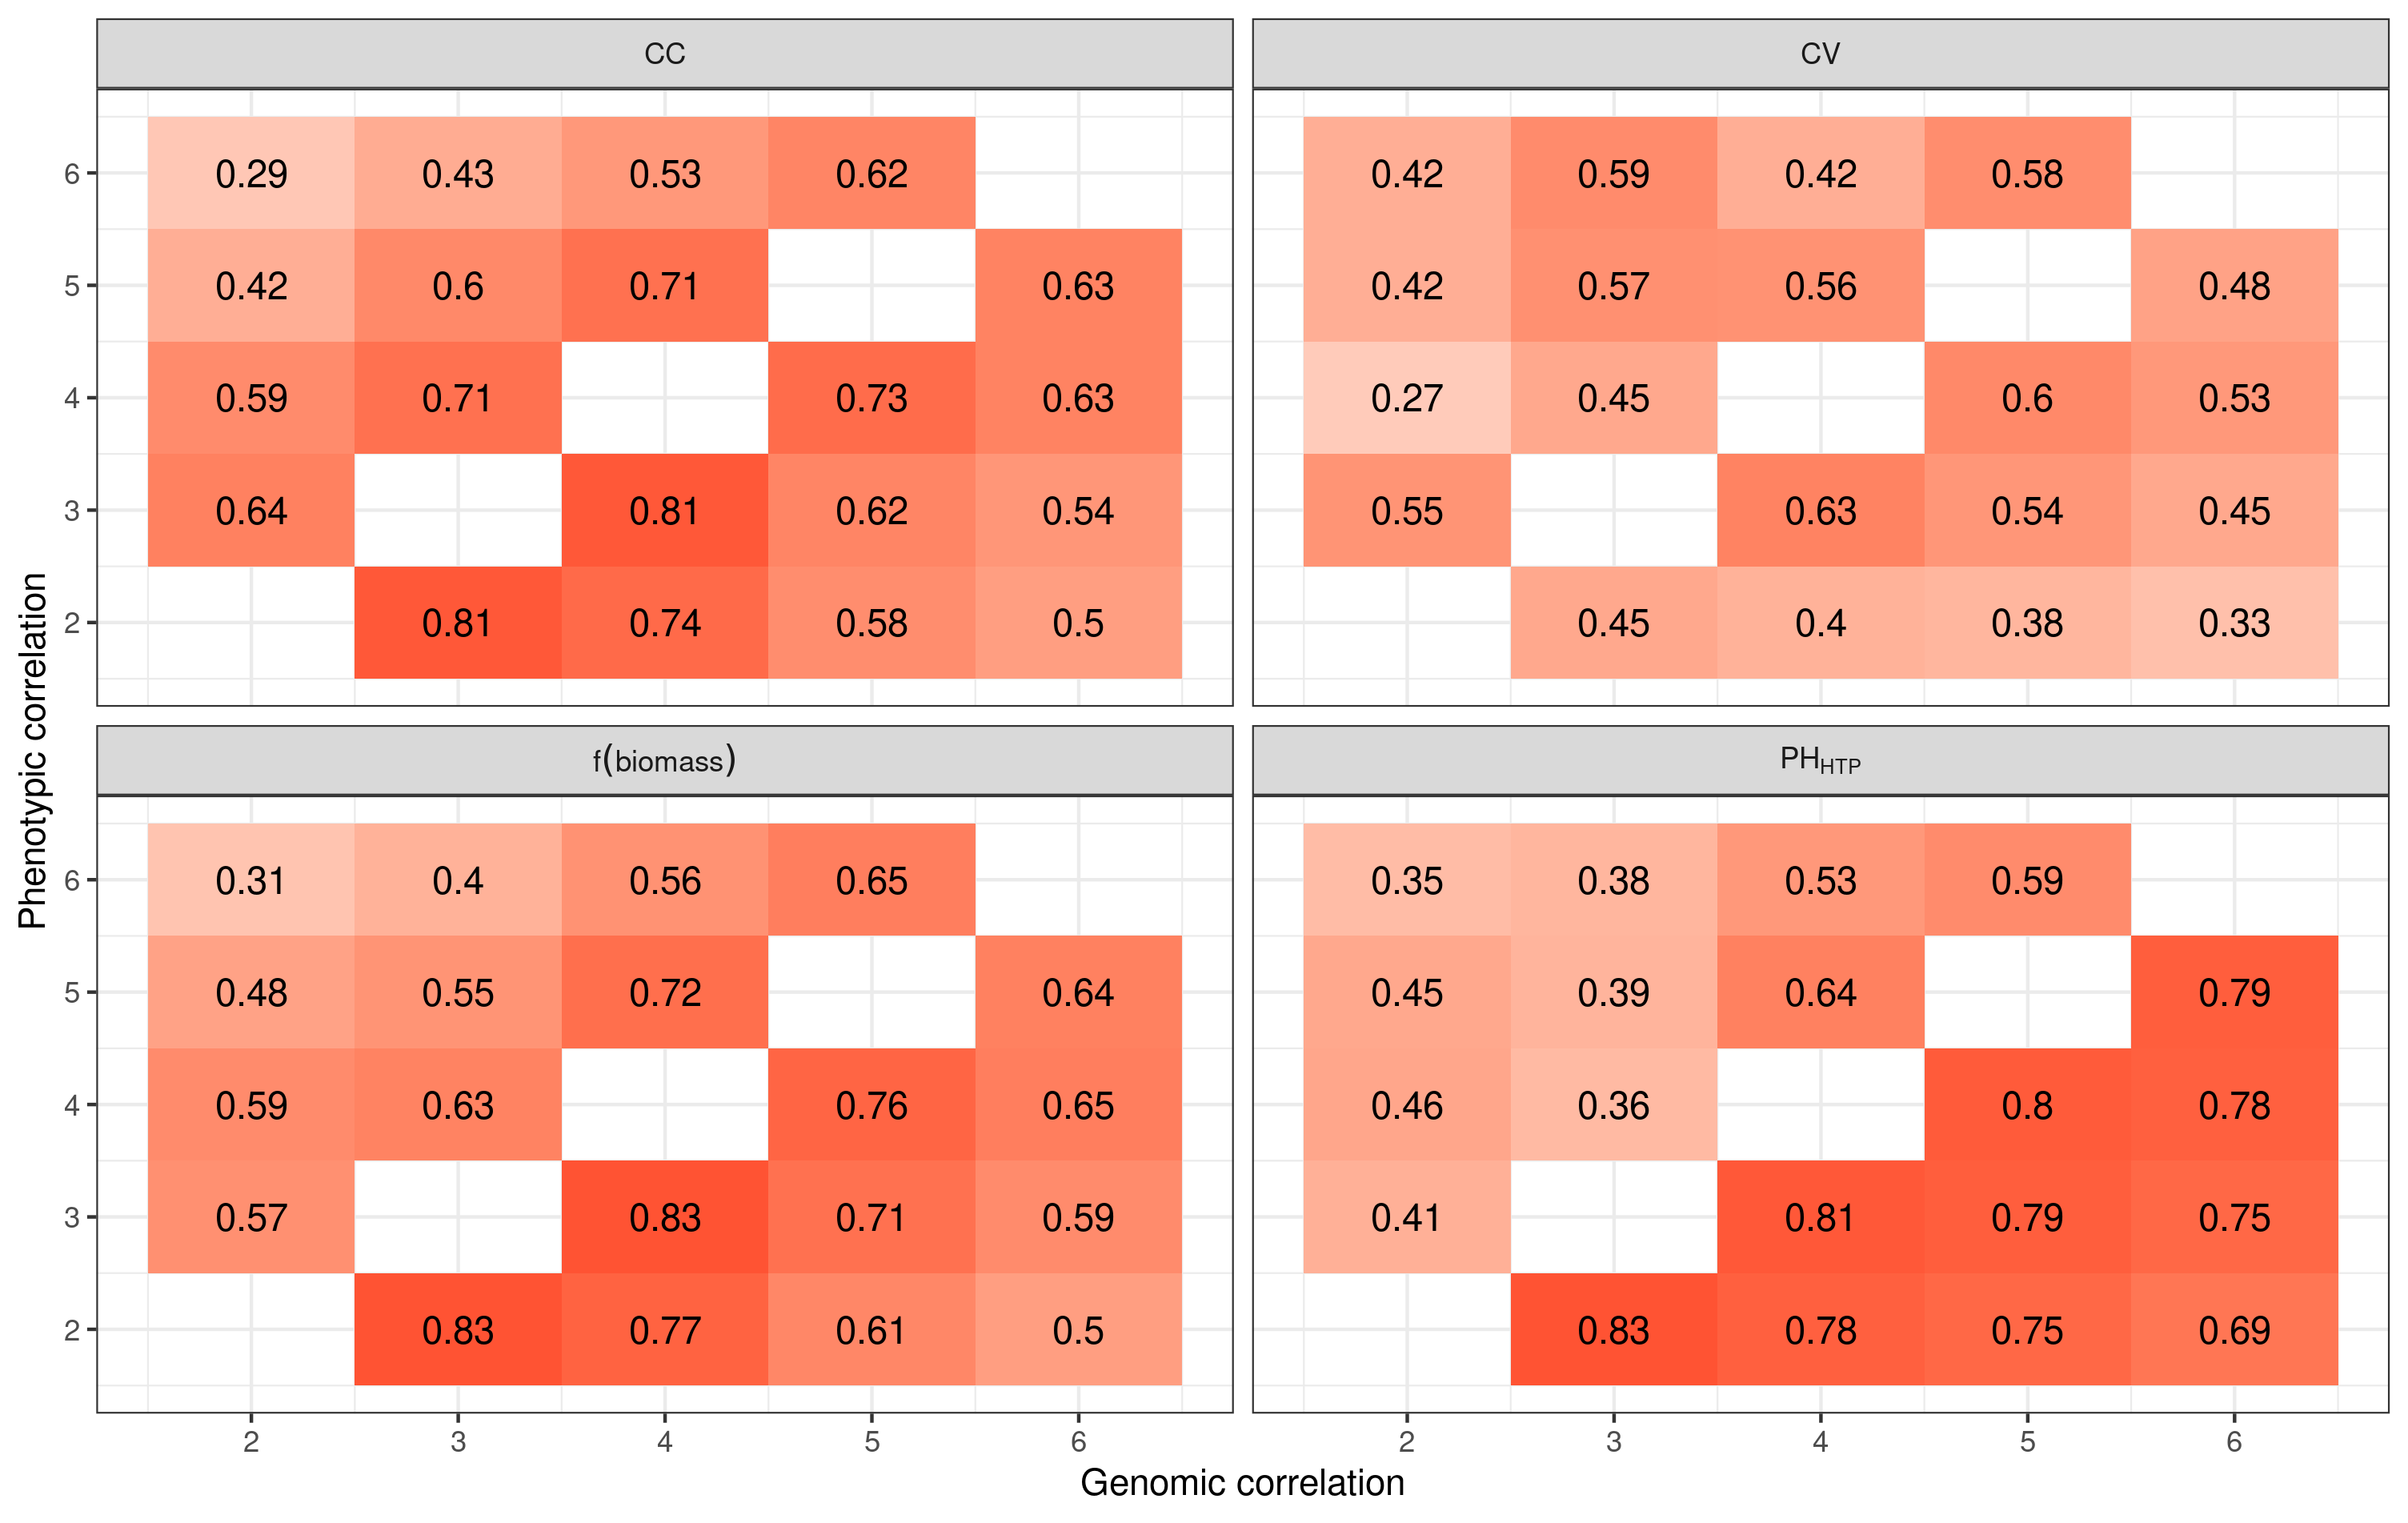 CC
CV
6 0.29 0.43 0.53 0.62 0.42 0.59 0.42 0.58
5 0.42 0.6 0.71 0.63 0.42 0.57 0.56 0.48
4 0.59 0.71 0.73 0.63 0.27 0.45 0.6 0.53
3 0.64 0.81 0.62 0.54 0.55 0.63 0.54 0.45
2 0.81 0.74 0.58 0.5 0.45 0.4 0.38 0.33
Phenotypic correlation
f(biomass)
PHHTP
6 0.31 0.4 0.56 0.65 0.35 0.38 0.53 0.59
5 0.48 0.55 0.72 0.64 0.45 0.39 0.64 0.79
4 0.59 0.63 0.76 0.65 0.46 0.36 0.8 0.78
3 0.57 0.83 0.71 0.59 0.41 0.81 0.79 0.75
2 0.83 0.77 0.61 0.5 0.83 0.78 0.75 0.69
2 3 4 5 6 2 3 4 5 6
Genomic correlation